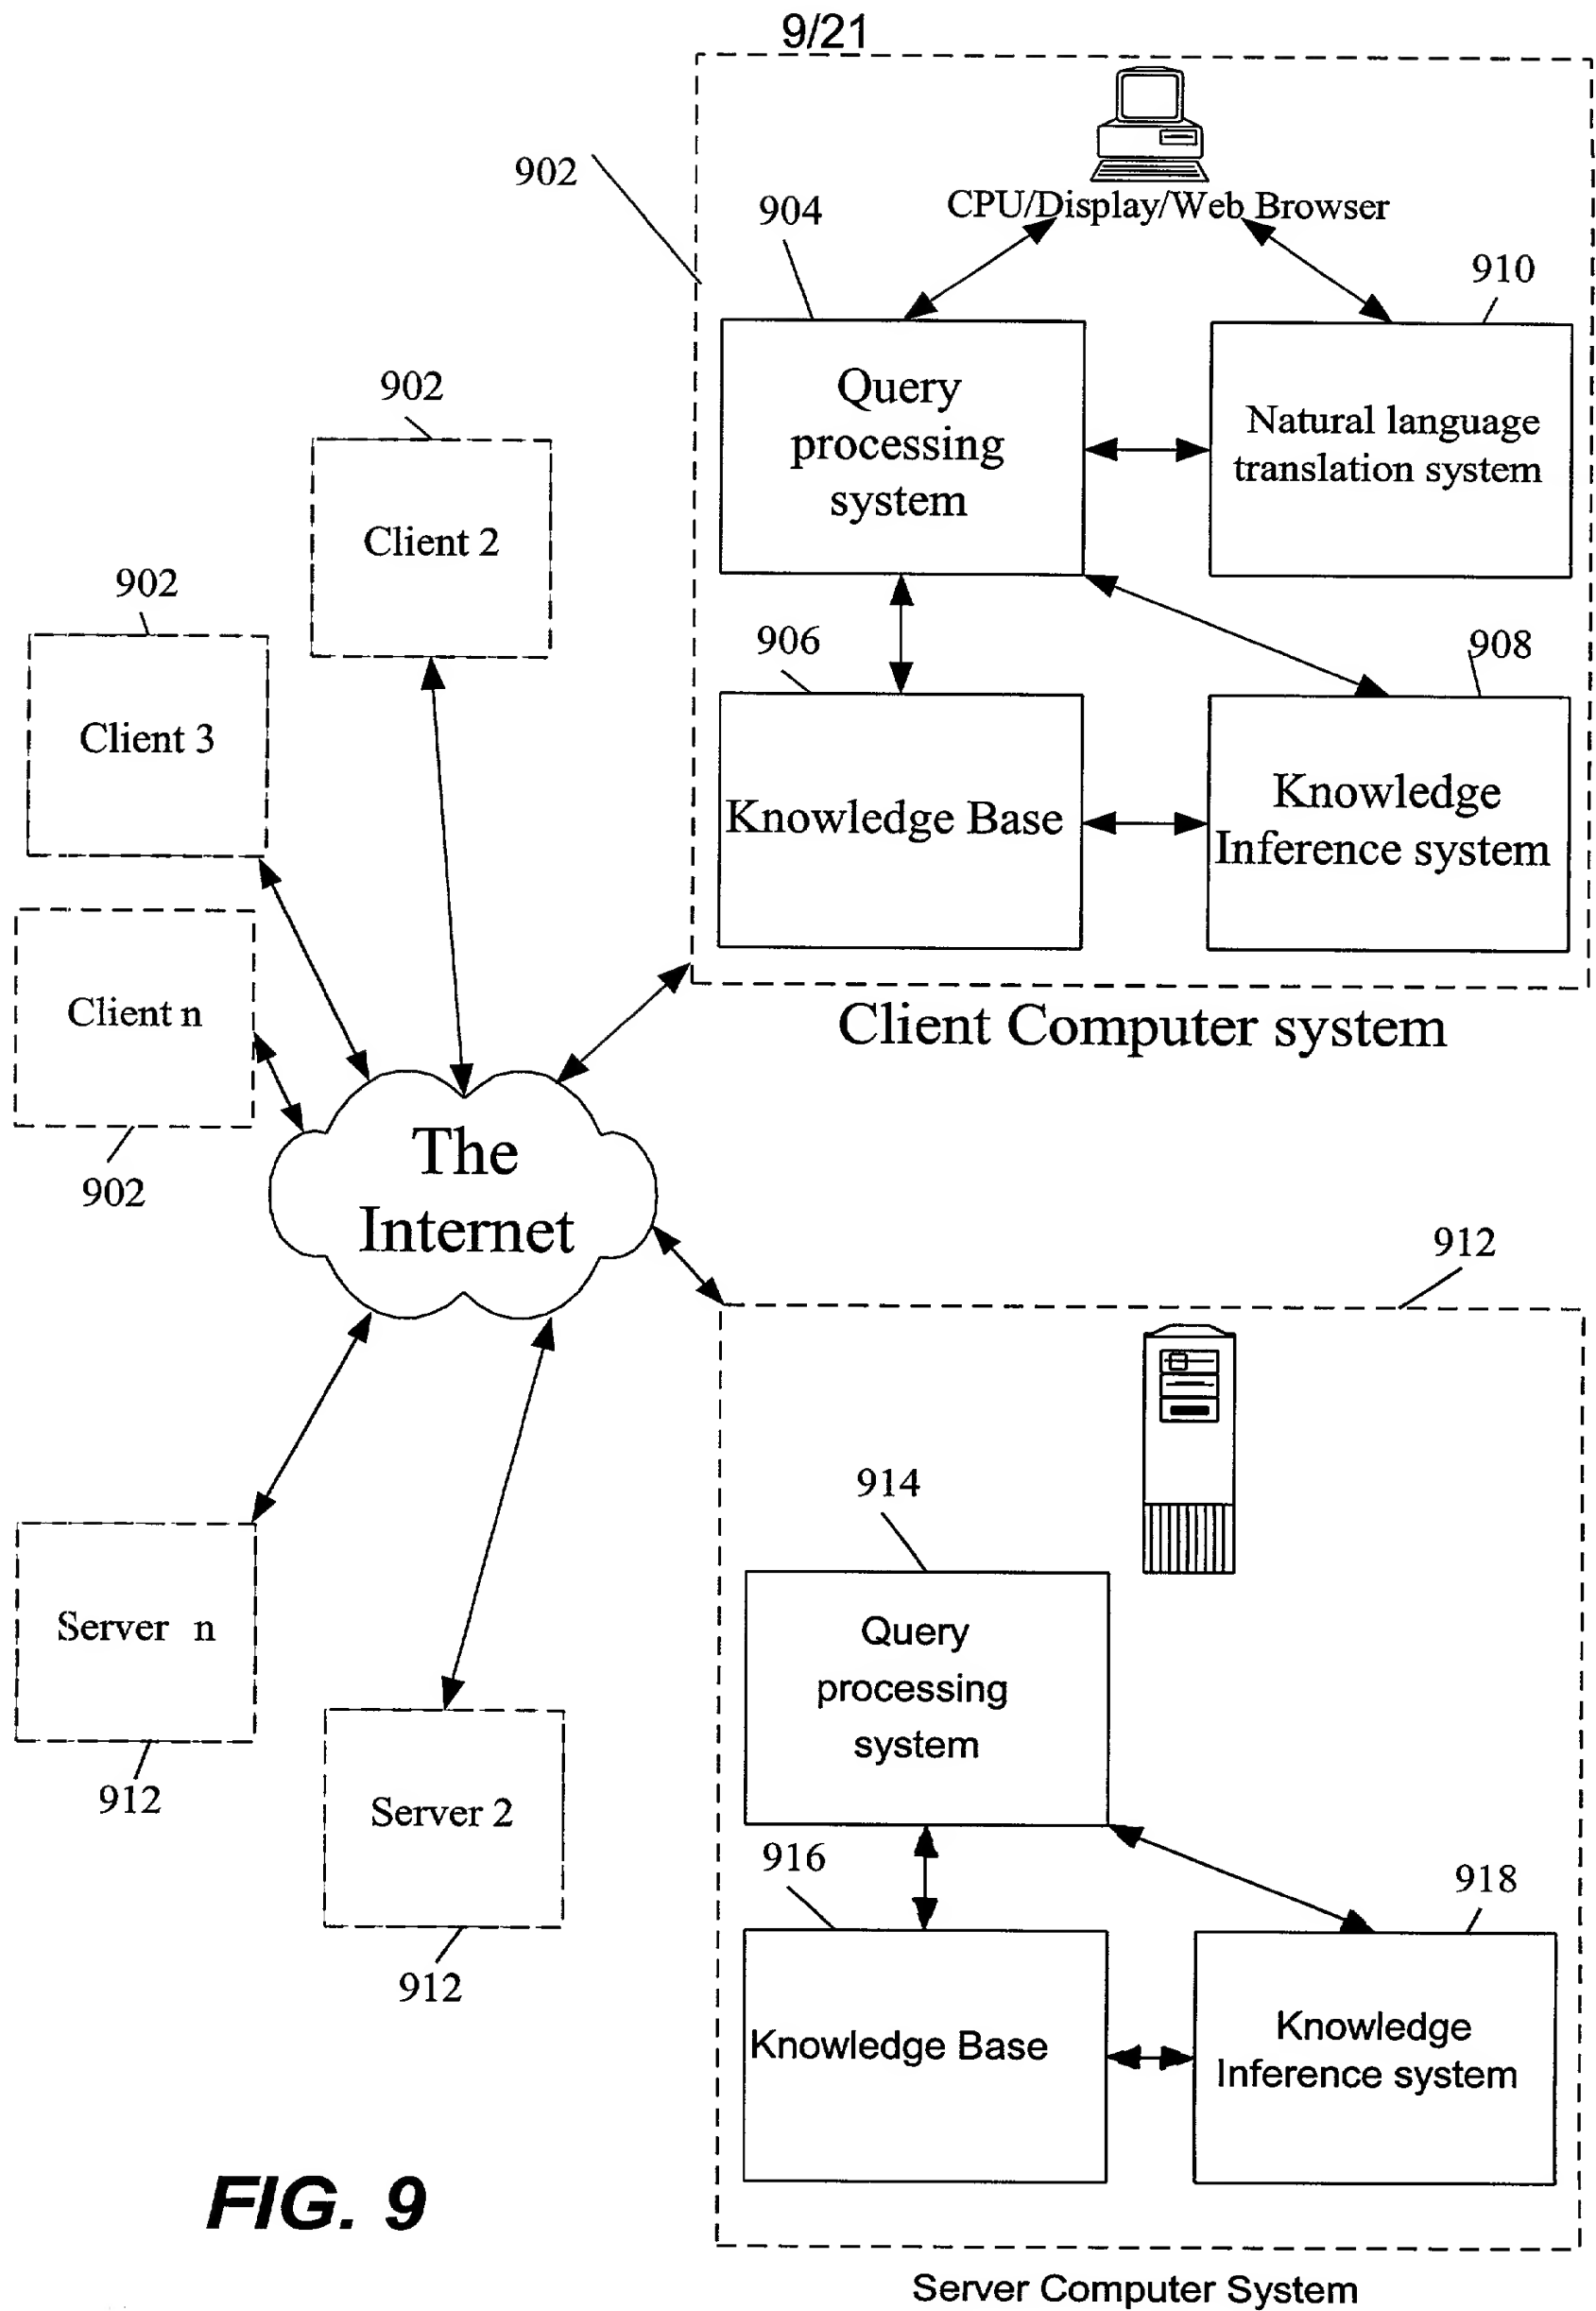 9/21
902
CPU/Display/Web Browser
904
910
Query
processing
system
Natural language
translation system
902
Client 2
902
Client 3
906
908
Knowledge Base
Knowledge
Inference system
Client n
902
Client Computer system
The
Internet
912
914
Query
processing
system
Server n
912
Server 2
912
916
918
Knowledge Base
Knowledge
Inference system
FIG. 9
Server Computer System